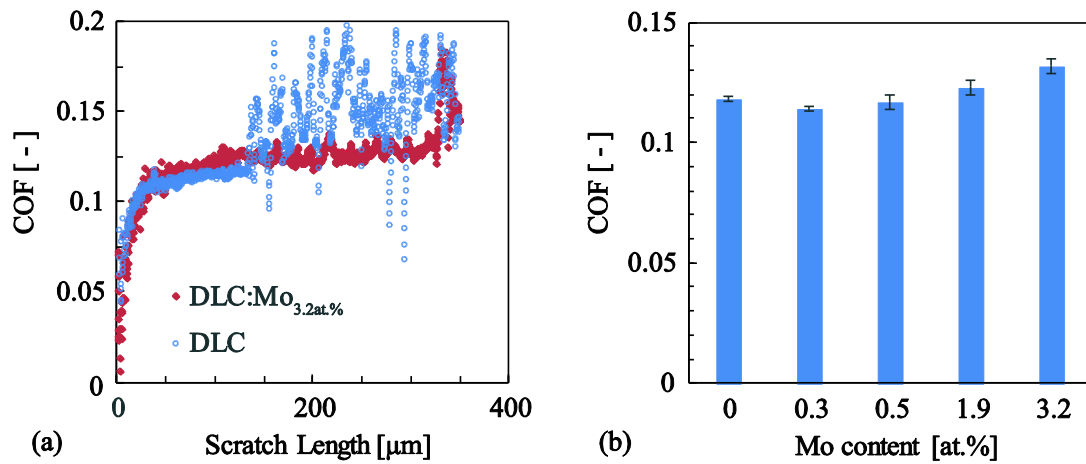 0.2
0.15
0.1
0.05
0
COF [ - ]
DLC:Mo3.2at.%
DLC
0
200
400
(a)
Scratch Length [μm]
0.15
0.1
0.05
0
COF [ - ]
0
0.3
0.5
1.9
3.2
(b)
Mo content [at.%]